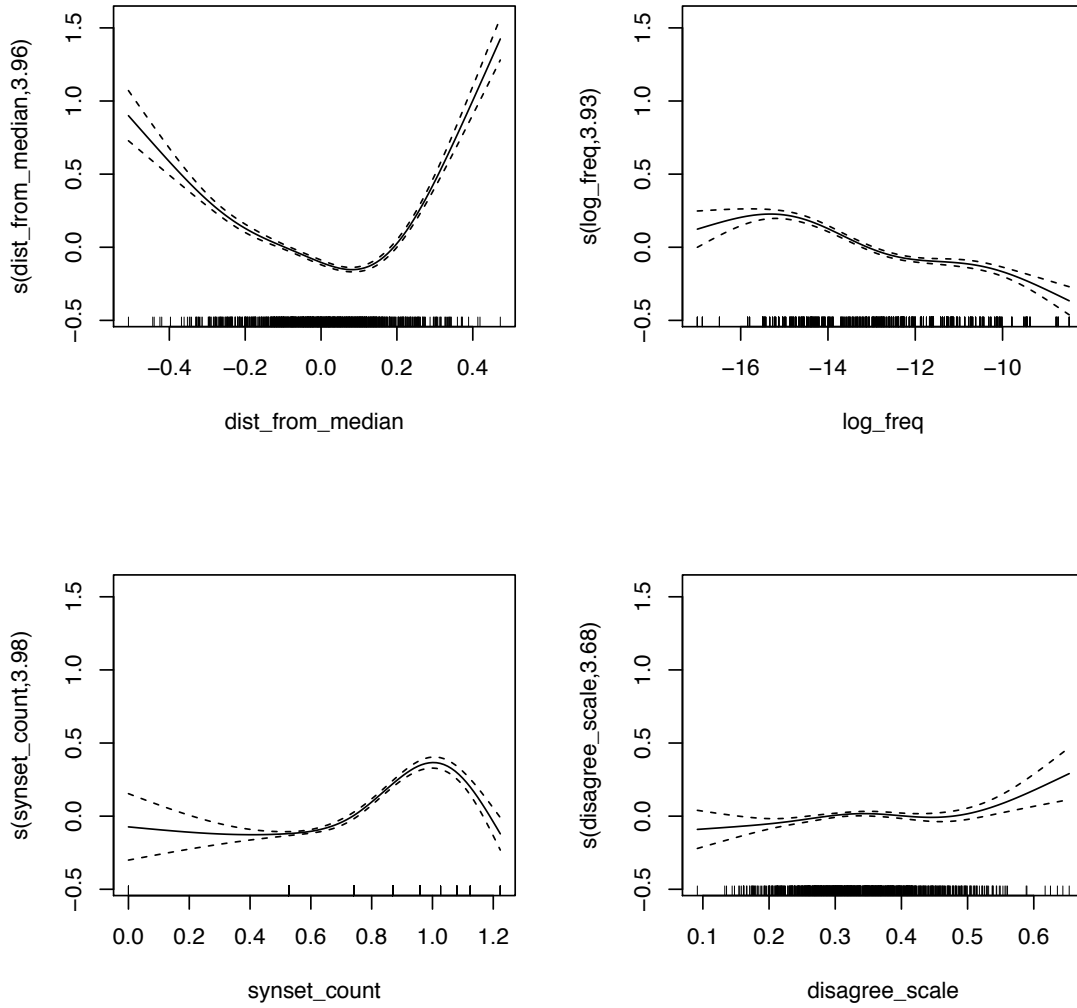 s(dist_from_median,3.96)
1.5
1.0
0.5
0.0
−0.5
−0.4 −0.2 0.0 0.2 0.4
dist_from_median
s(log_freq,3.93)
1.5
1.0
0.5
0.0
−0.5
−16 −14 −12 −10
log_freq
s(synset_count,3.98)
1.5
1.0
0.5
0.0
−0.5
0.0 0.2 0.4 0.6 0.8 1.0 1.2
synset_count
s(disagree_scale,3.68)
1.5
1.0
0.5
0.0
−0.5
0.1 0.2 0.3 0.4 0.5 0.6
disagree_scale